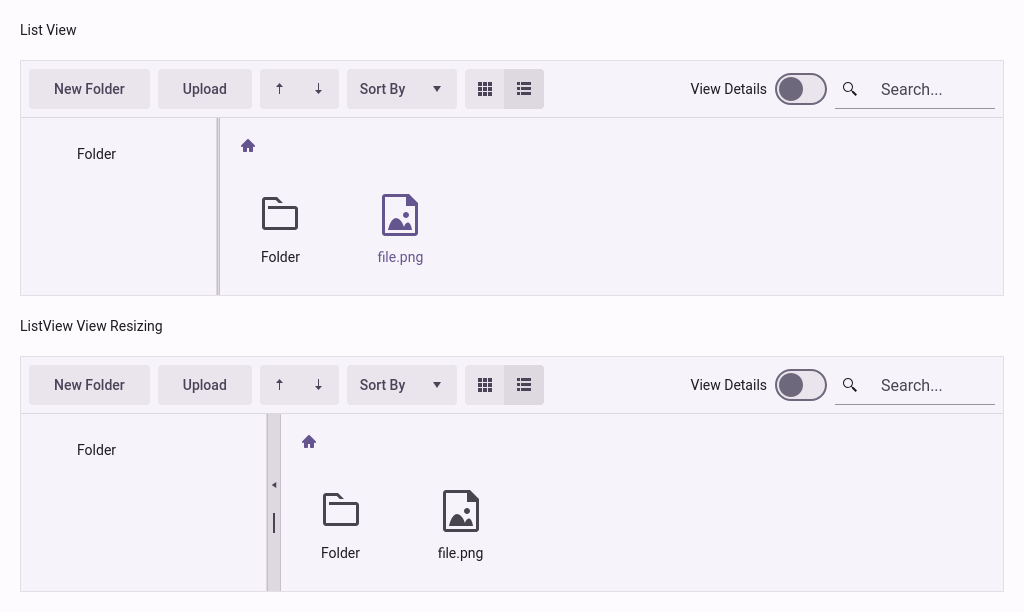 List View
New Folder Upload Sort By View Details Search...
Folder
Folder file.png
ListView View Resizing
New Folder Upload Sort By View Details Search...
Folder
Folder file.png